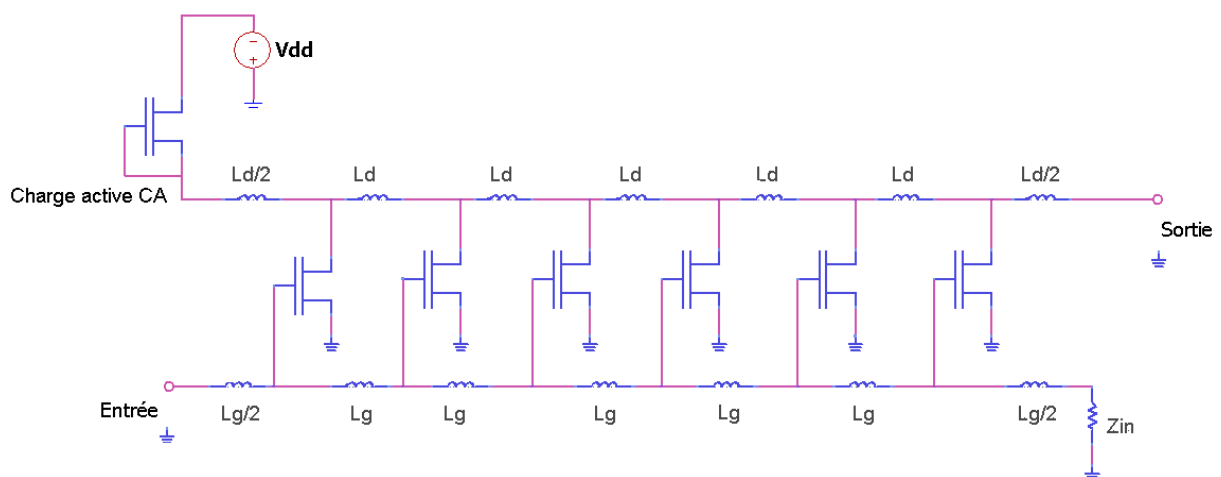 Vdd
Charge active CA
Ld/2
Ld
Ld
Ld
Ld
Ld
Ld/2
Sortie
Entrée
Lg/2
Lg
Lg
Lg
Lg
Lg
Lg/2
Zin